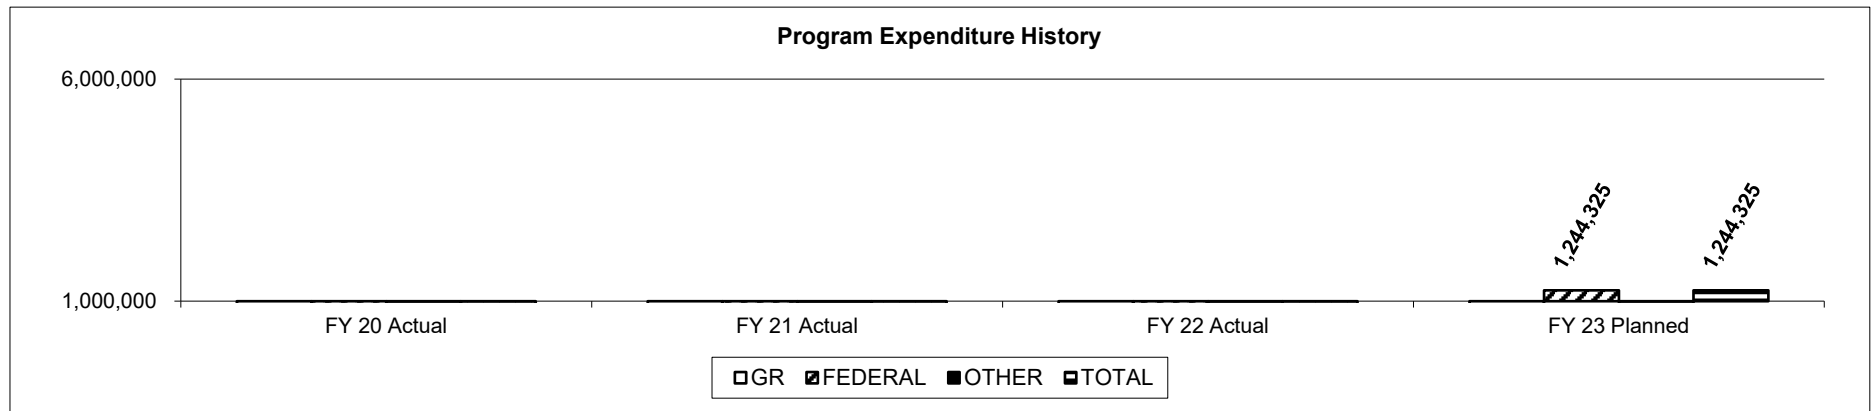 Program Expenditure History
6,000,000
1,244,325
1,244,325
1,000,000
FY 20 Actual
FY 21 Actual
FY 22 Actual
FY 23 Planned
GR FEDERAL OTHER TOTAL